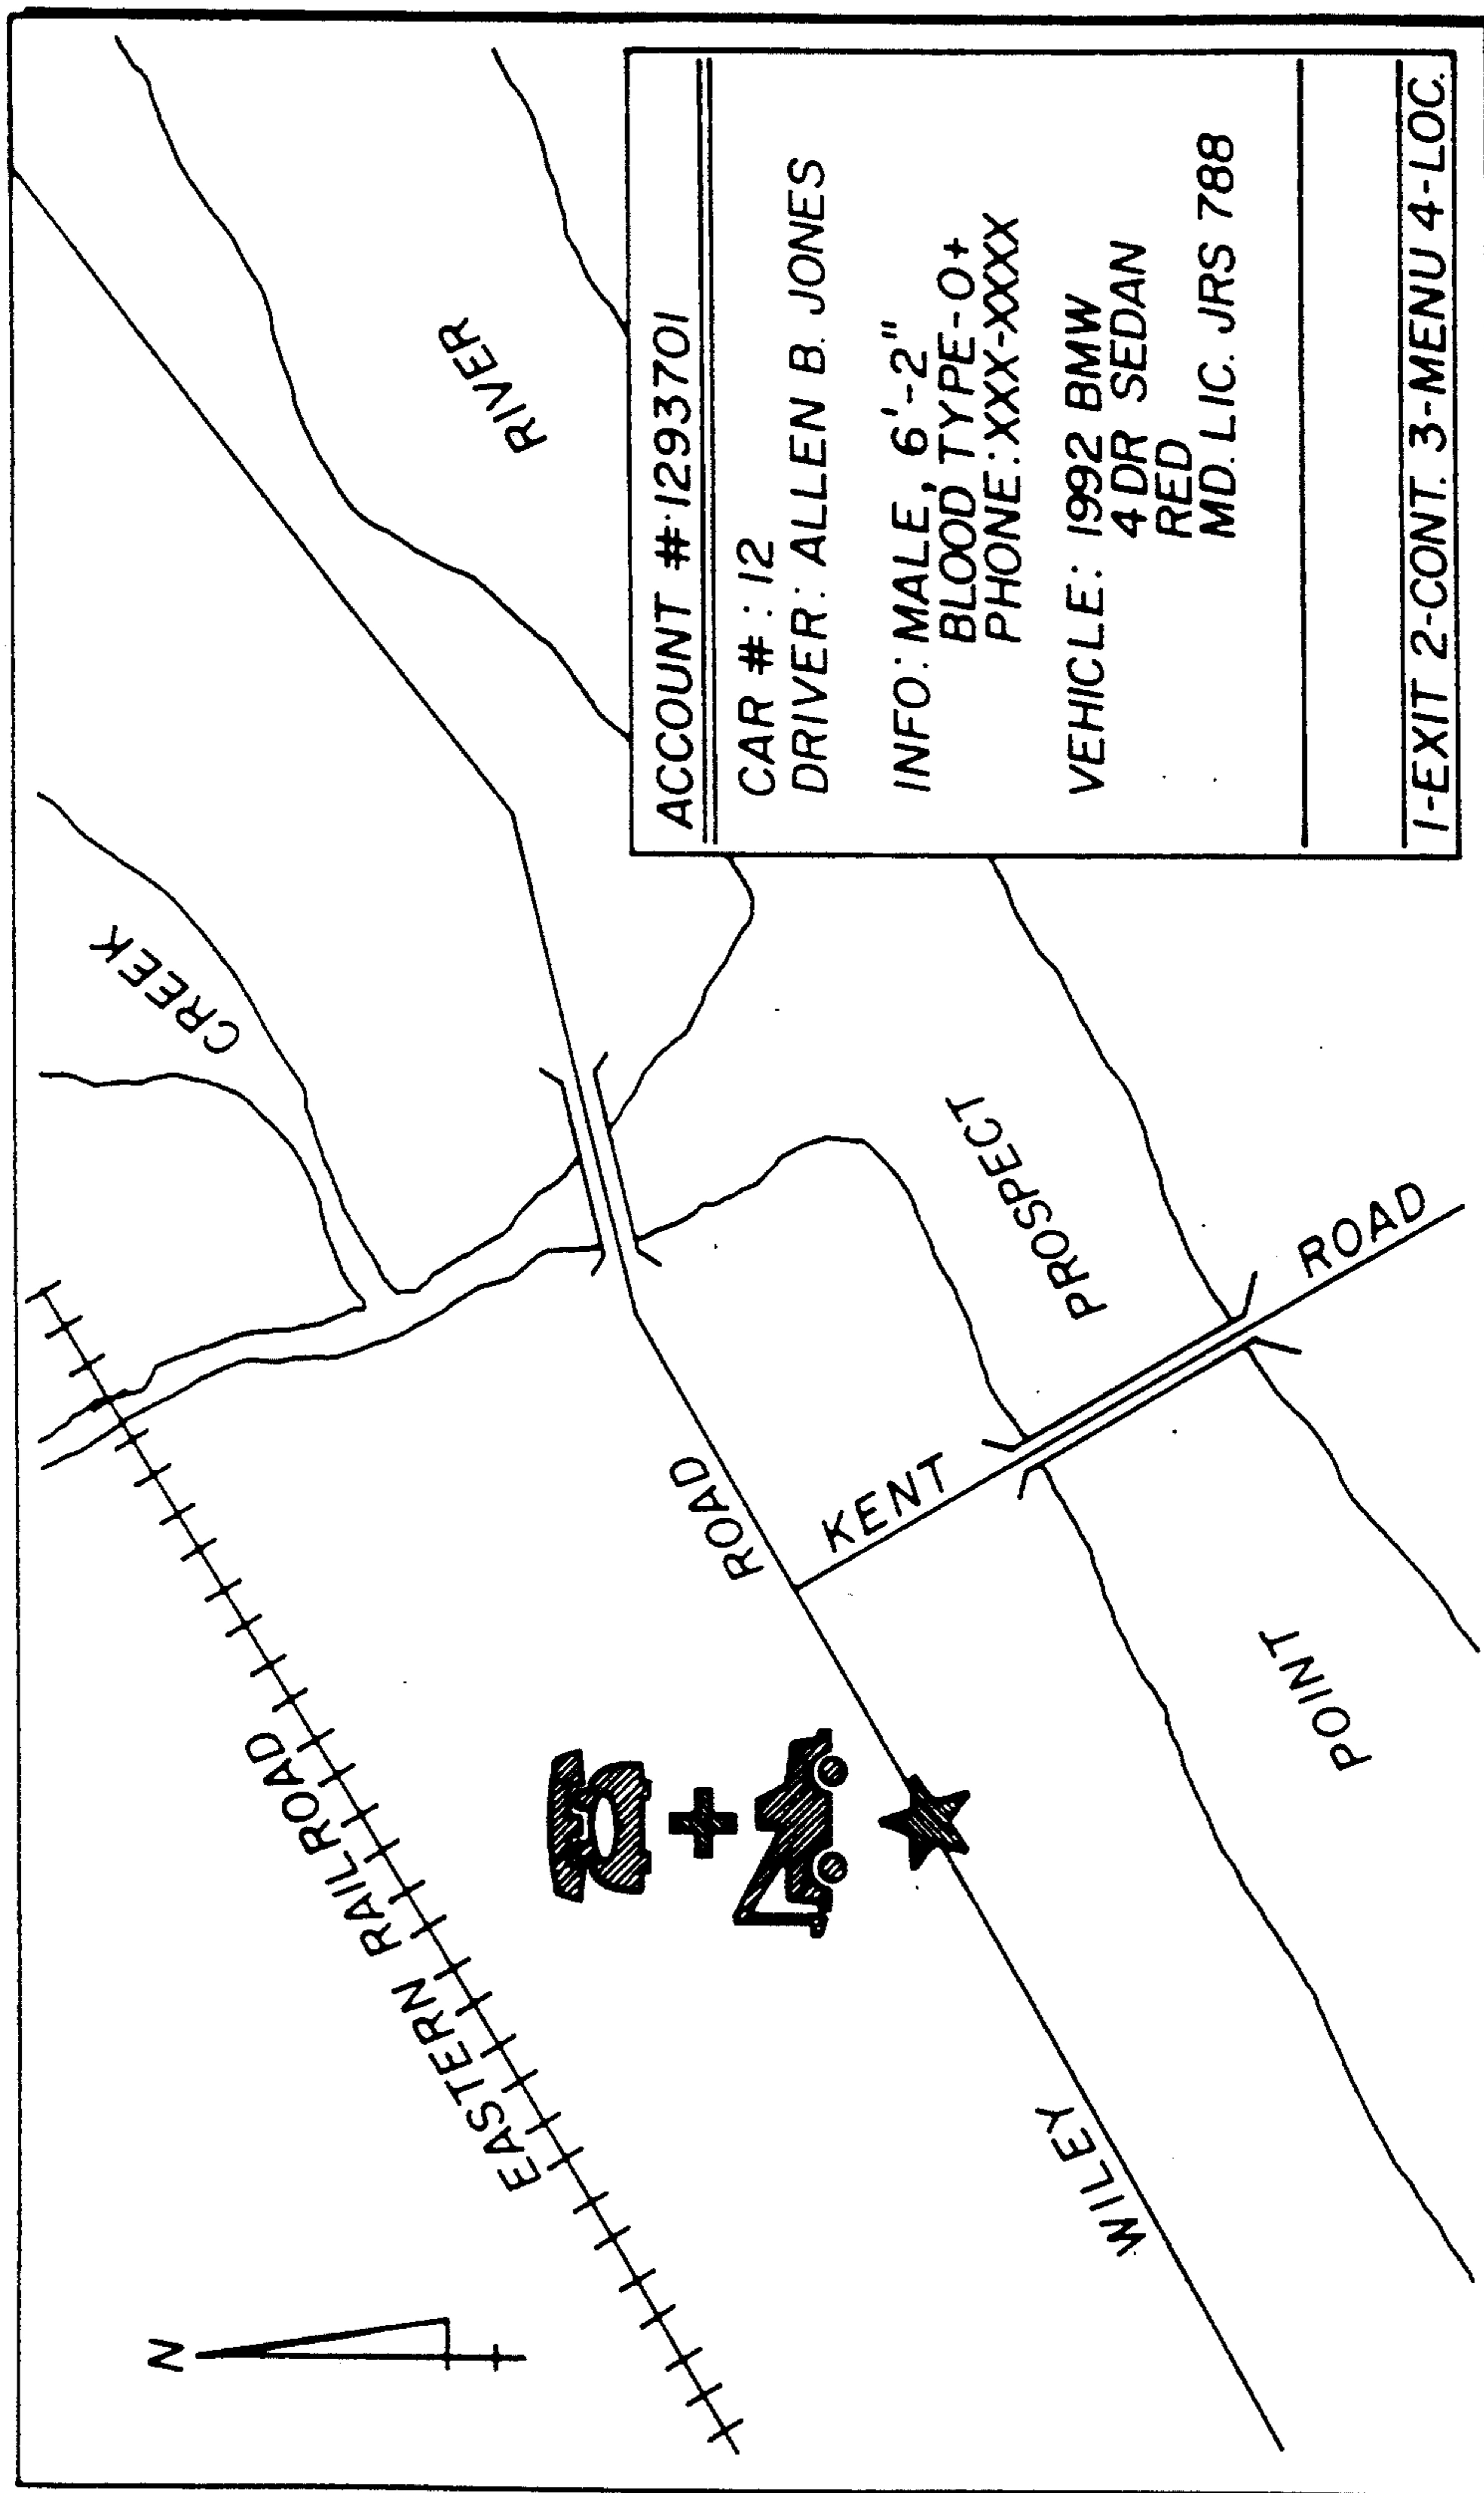 N
EASTERN RAILROAD
CREEK
RIVER
WILEY
ROAD
KENT
ROAD
PROSPECT
POINT
ACCOUNT #:1293701
CAR #:12
DRIVER: ALLEN B. JONES
INFO: MALE, 6'-2"
BLOOD TYPE-O+
PHONE:XXX-XXXX
VEHICLE: 1992 BMW
4 DR SEDAN
RED
MD. LIC. JRS 788
1-EXIT 2-CONT. 3-MENU 4-LOC.